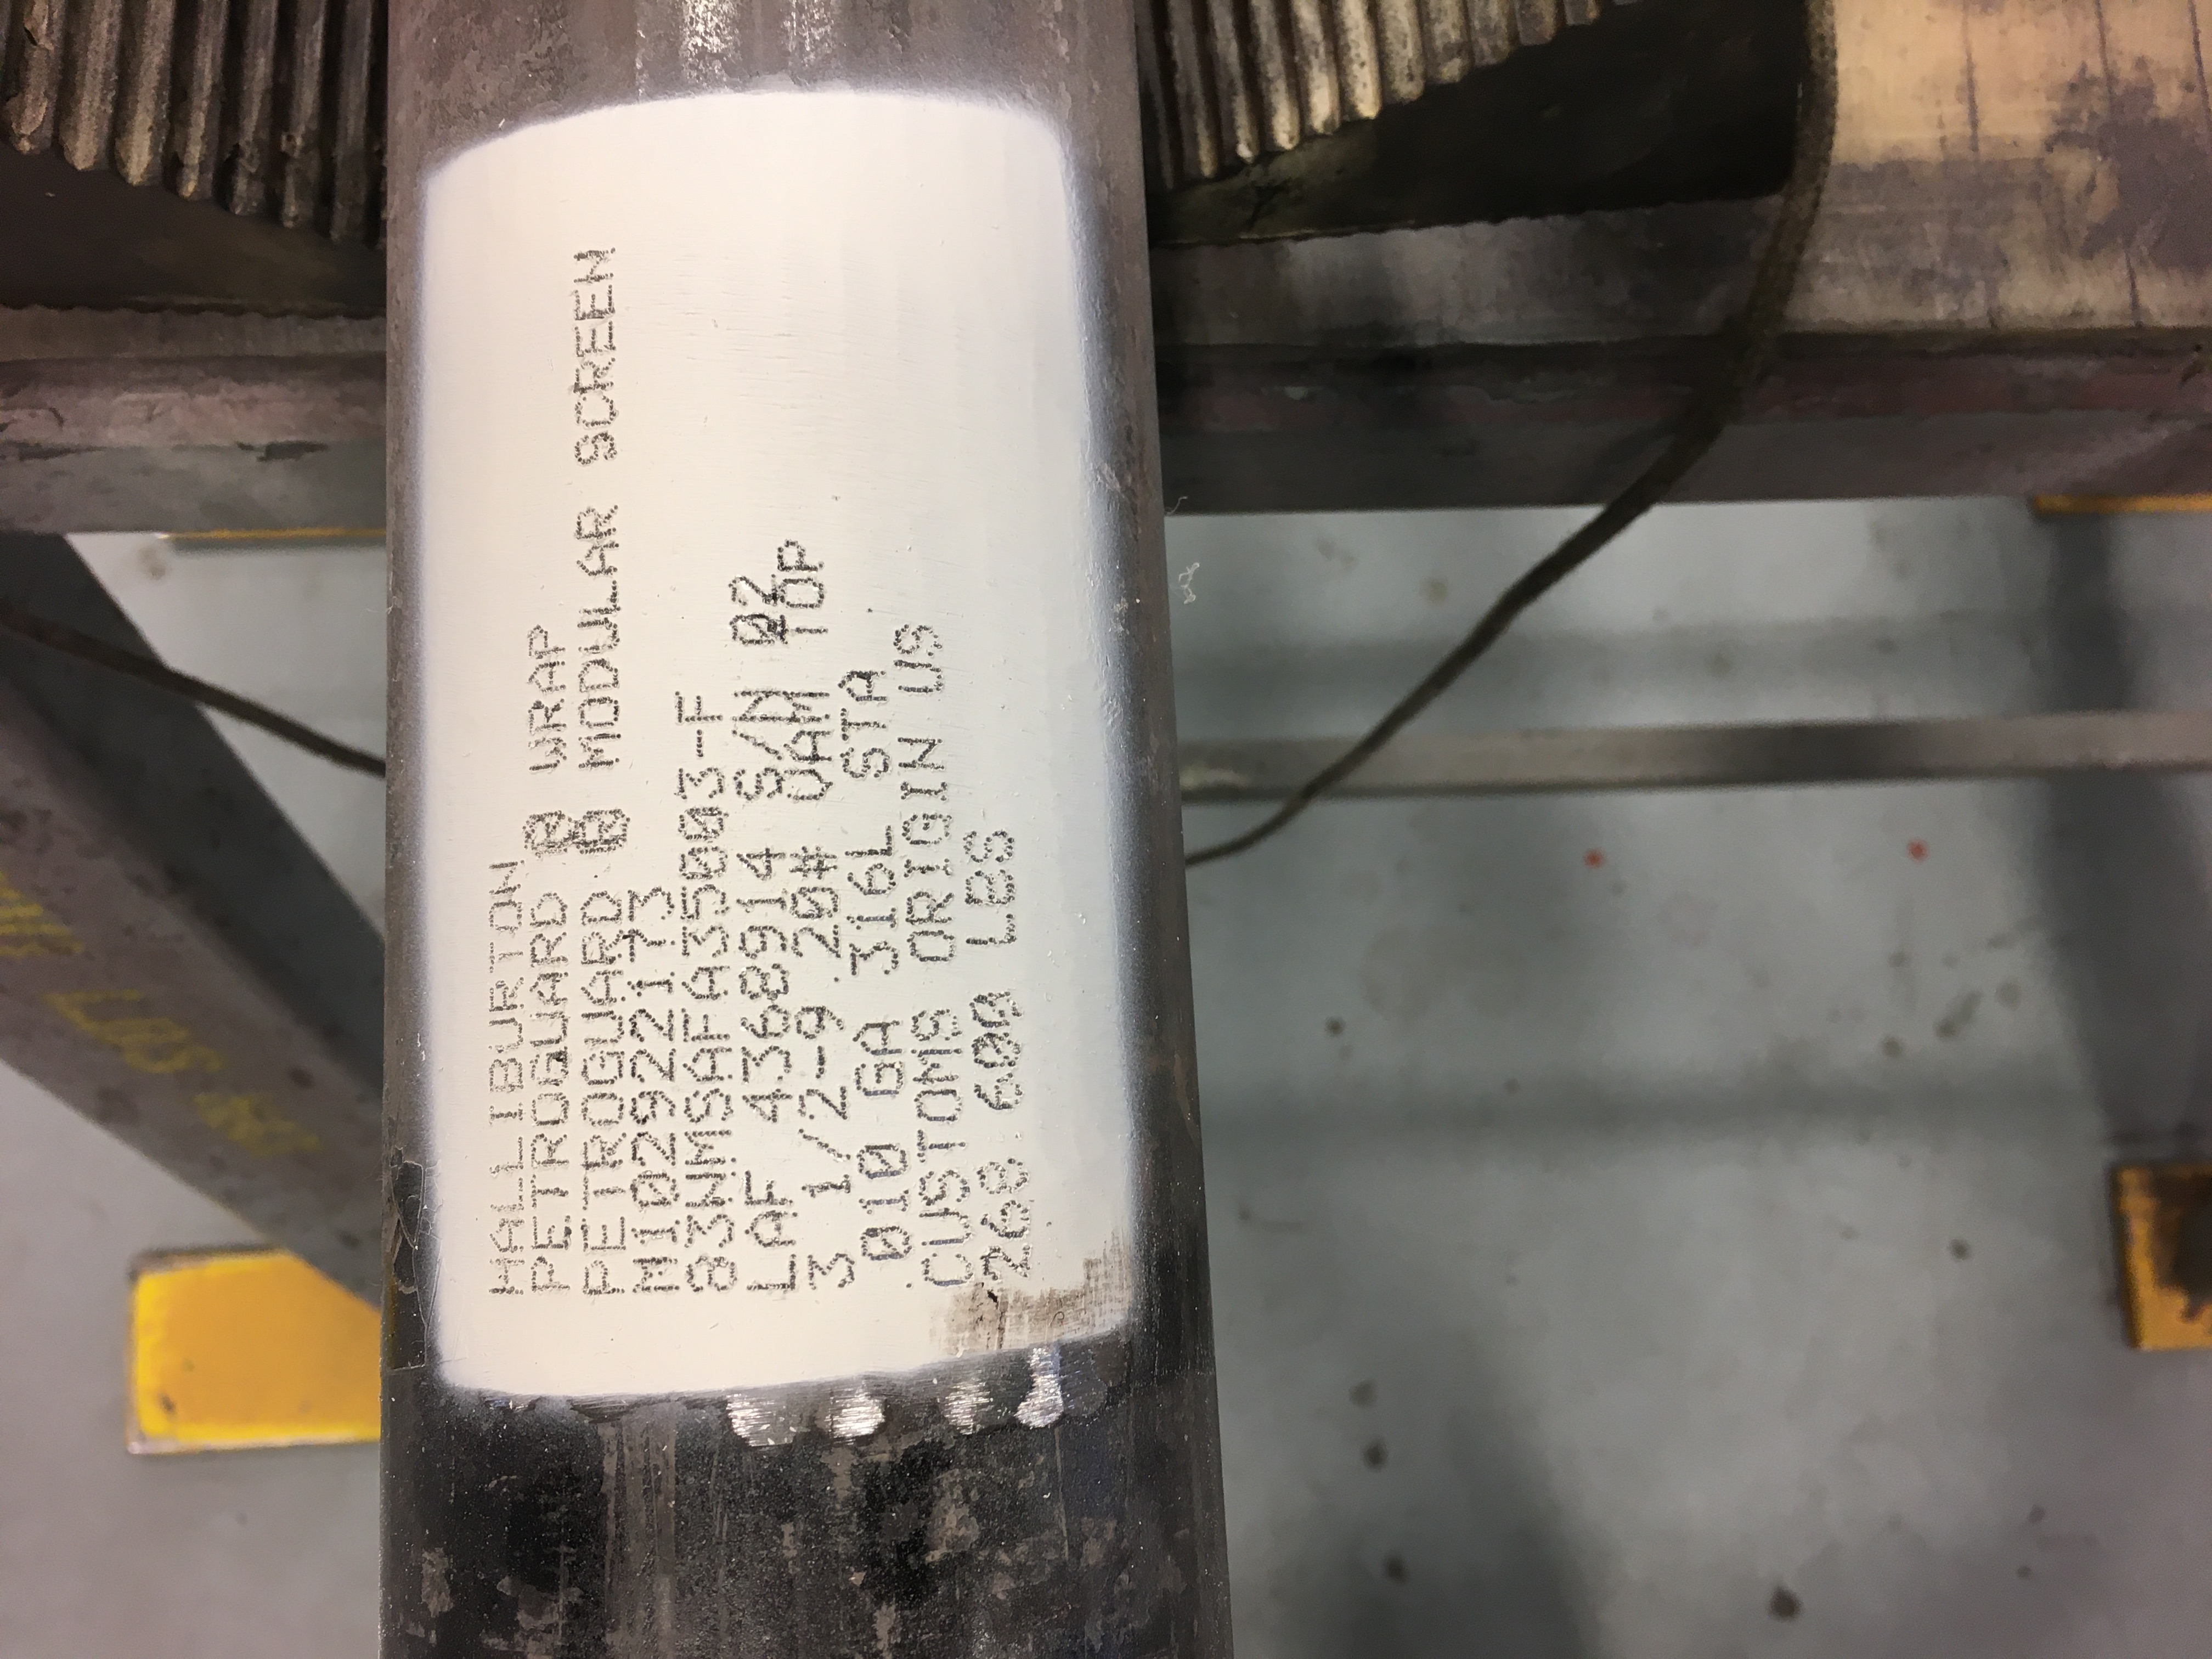 HALLIBURTON
PETROGUARD ® WRAP
PETROGUARD ® MODULAR SCREEN
M102922173
83NMSAFA35003-F
LAF 4368914 S/N 02
3 1/2-9.20# VAM TOP
.010 GA 316L STA
CUSTOMS ORIGIN US
268.600 LBS